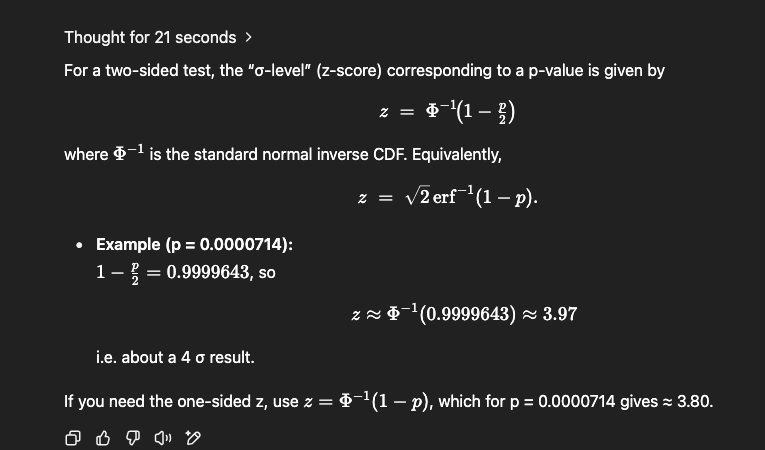 Thought for 21 seconds >
For a two-sided test, the “σ-level” (z-score) corresponding to a p-value is given by
z = Φ⁻¹(1 − p/2)
where Φ⁻¹ is the standard normal inverse CDF. Equivalently,
z = √2 erf⁻¹(1 − p).
• Example (p = 0.0000714):
1 − p/2 = 0.9999643, so
z ≈ Φ⁻¹(0.9999643) ≈ 3.97
i.e. about a 4 σ result.
If you need the one-sided z, use z = Φ⁻¹(1 − p), which for p = 0.0000714 gives ≈ 3.80.